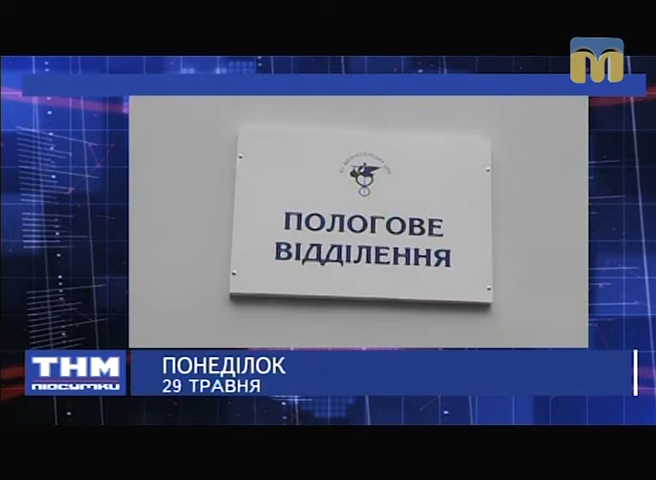 ПОЛОГОВЕ
ВІДДІЛЕННЯ
ТНМ
ПІДСУМКИ
ПОНЕДІЛОК
29 ТРАВНЯ